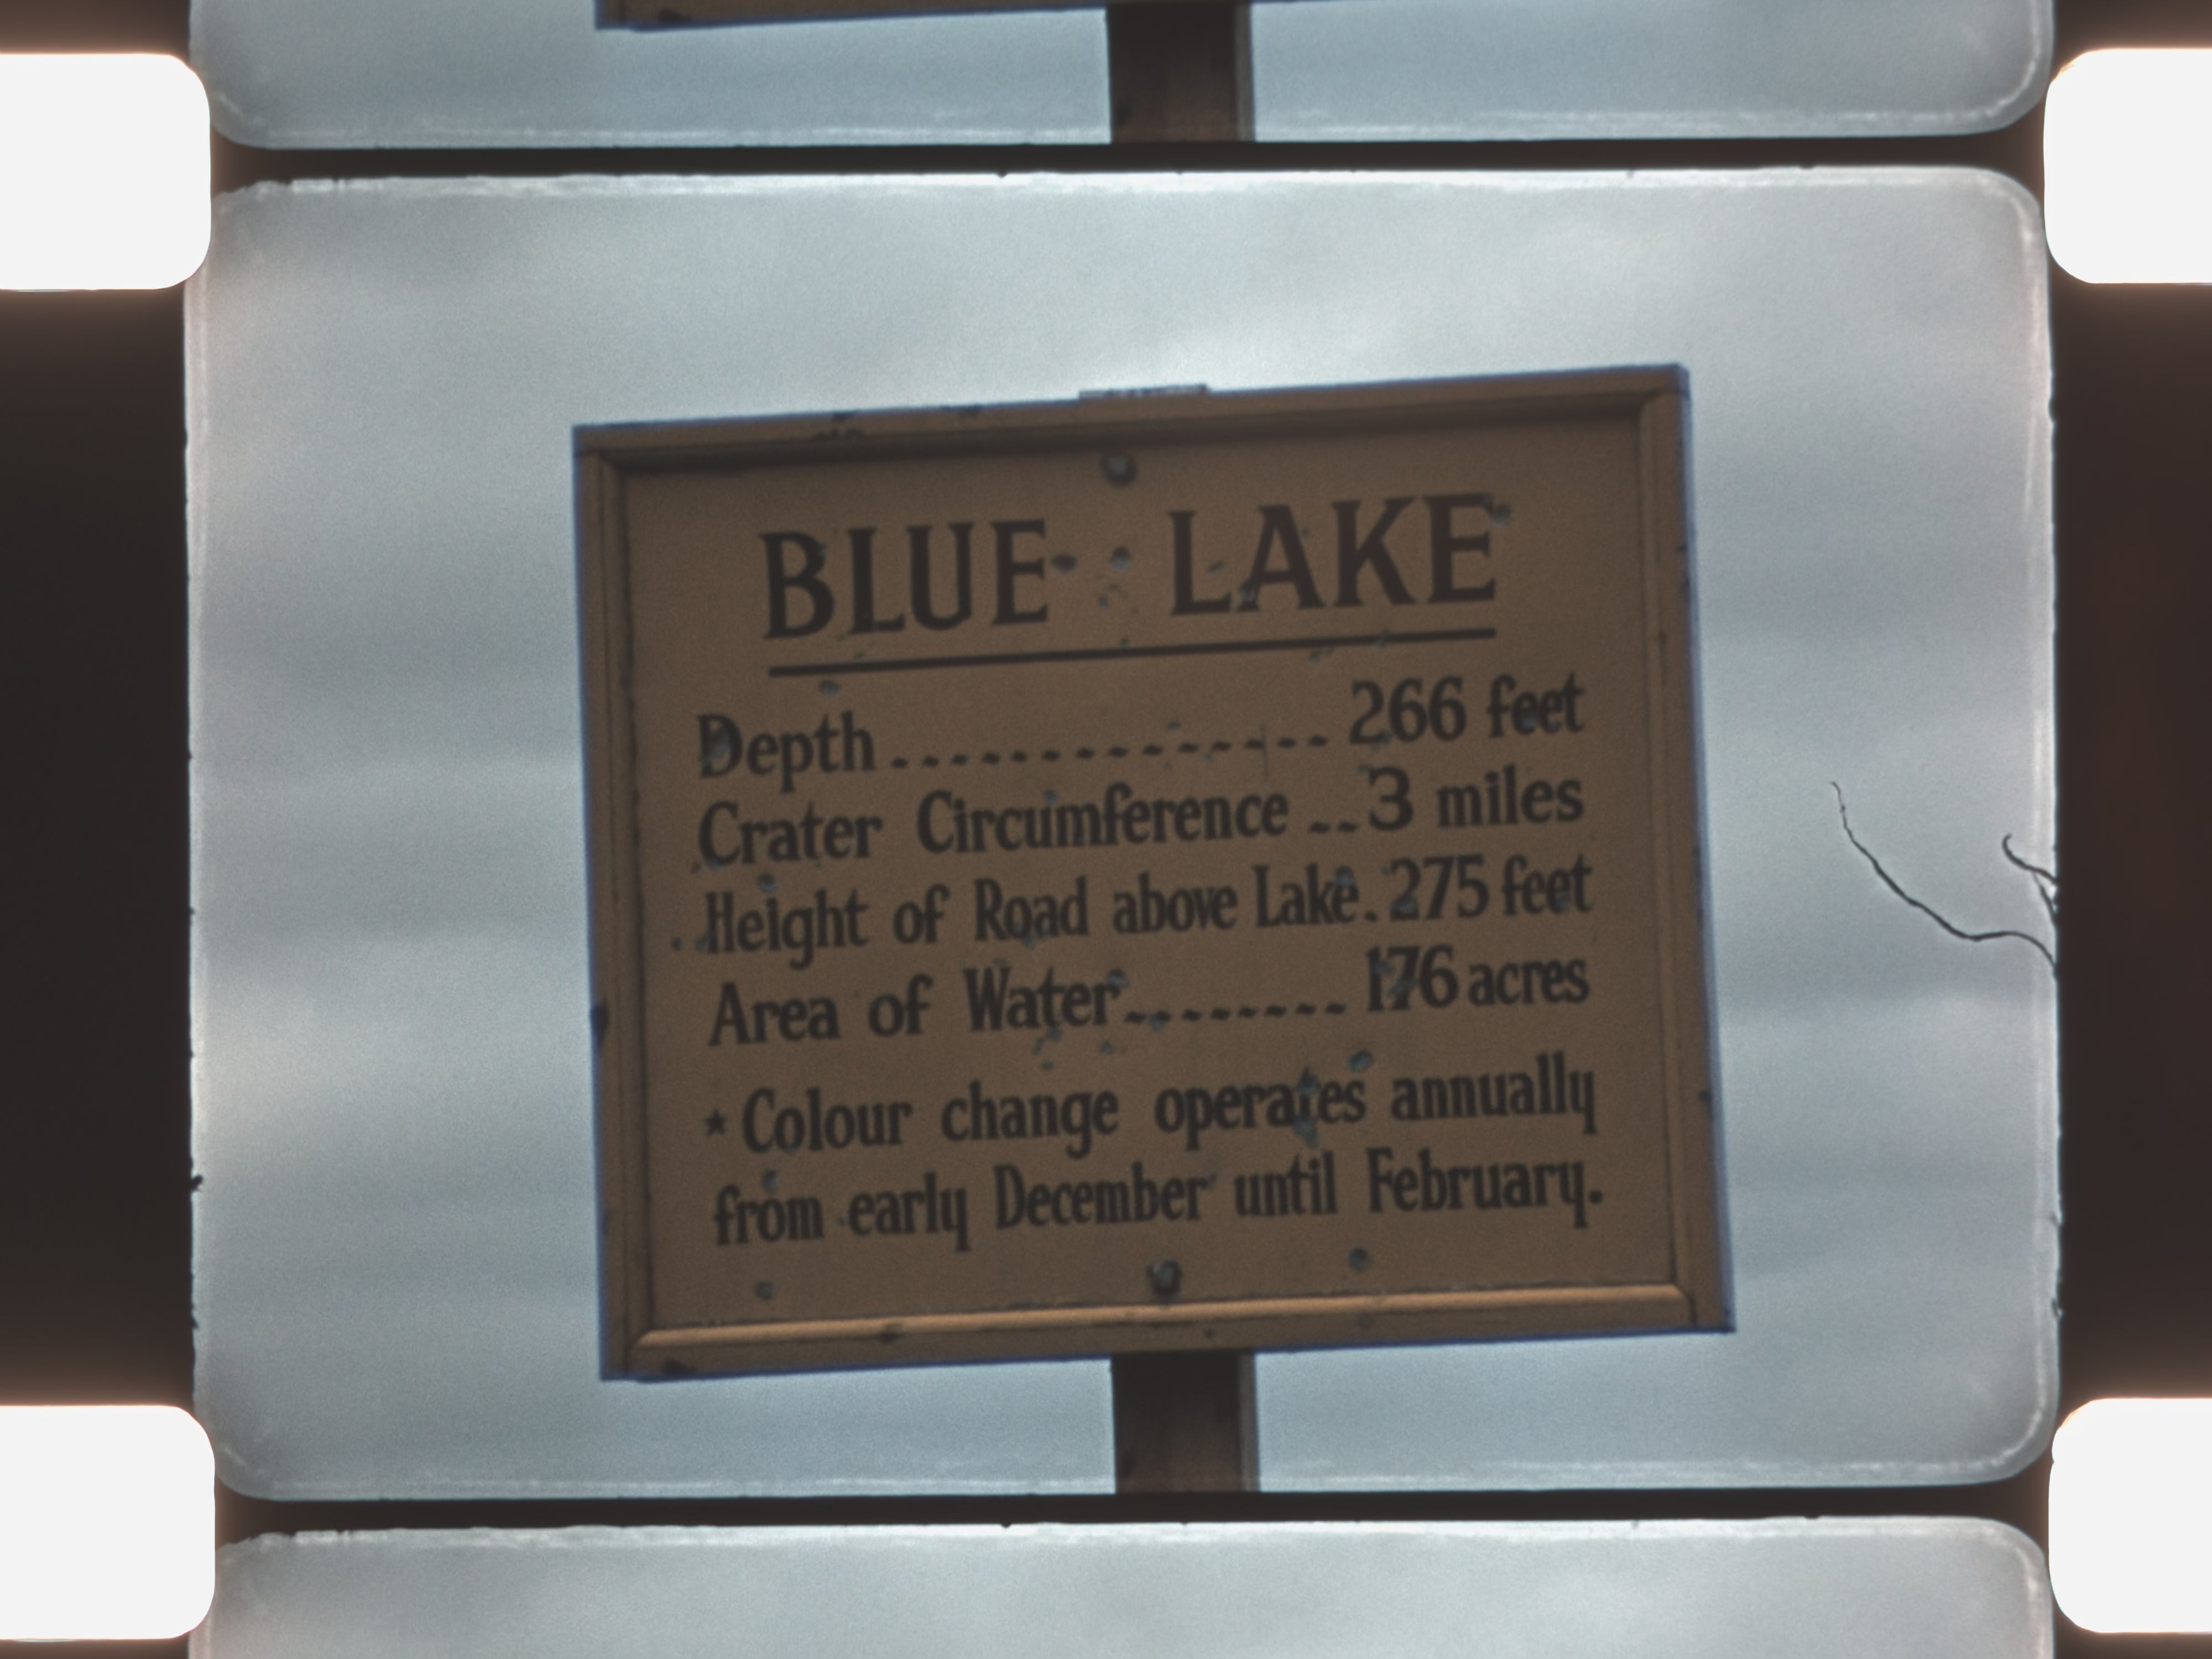 BLUE LAKE
Depth 266 feet
Crater Circumference 3 miles
Height of Road above Lake 275 feet
Area of Water 176 acres
* Colour change operates annually
from early December until February.